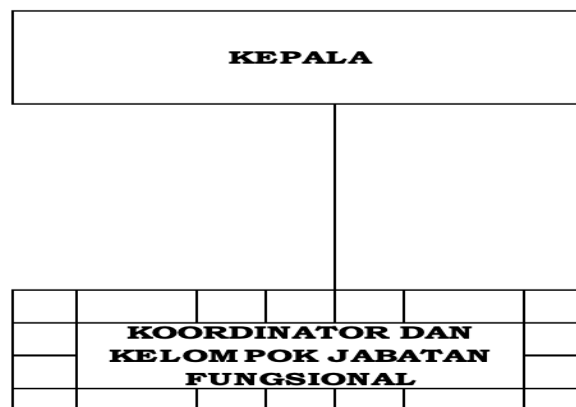 KEPALA
KOORDINATOR DAN
KELOMPOK JABATAN
FUNGSIONAL